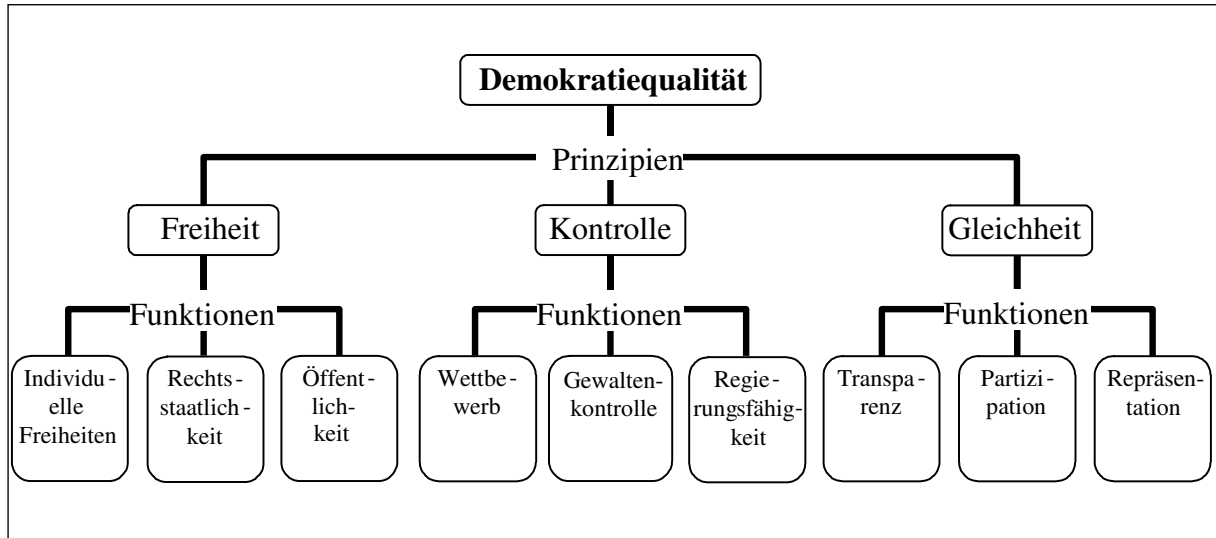 Demokratiequalität
Prinzipien
Freiheit
Kontrolle
Gleichheit
Funktionen
Funktionen
Funktionen
Individu-
elle
Freiheiten
Rechts-
staatlich-
keit
Öffent-
lich-
keit
Wettbe-
werb
Gewalten-
kontrolle
Regie-
rungsfähig-
keit
Transpa-
renz
Partizi-
pation
Repräsen-
tation